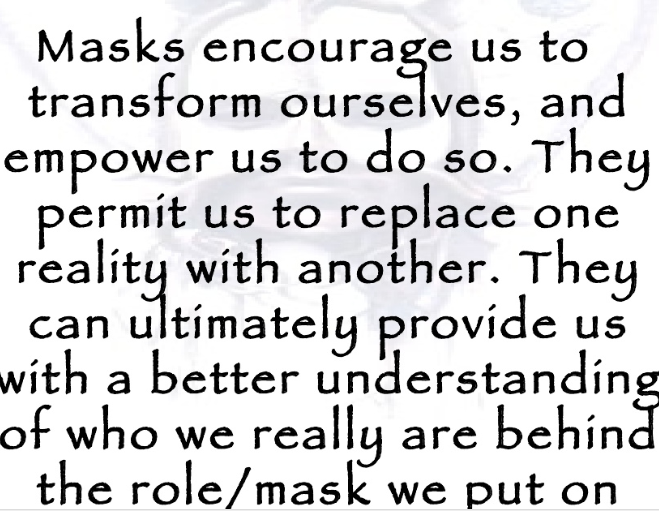 Masks encourage us to
transform ourselves, and
empower us to do so. They
permit us to replace one
reality with another. They
can ultimately provide us
with a better understanding
of who we really are behind
the role/mask we put on